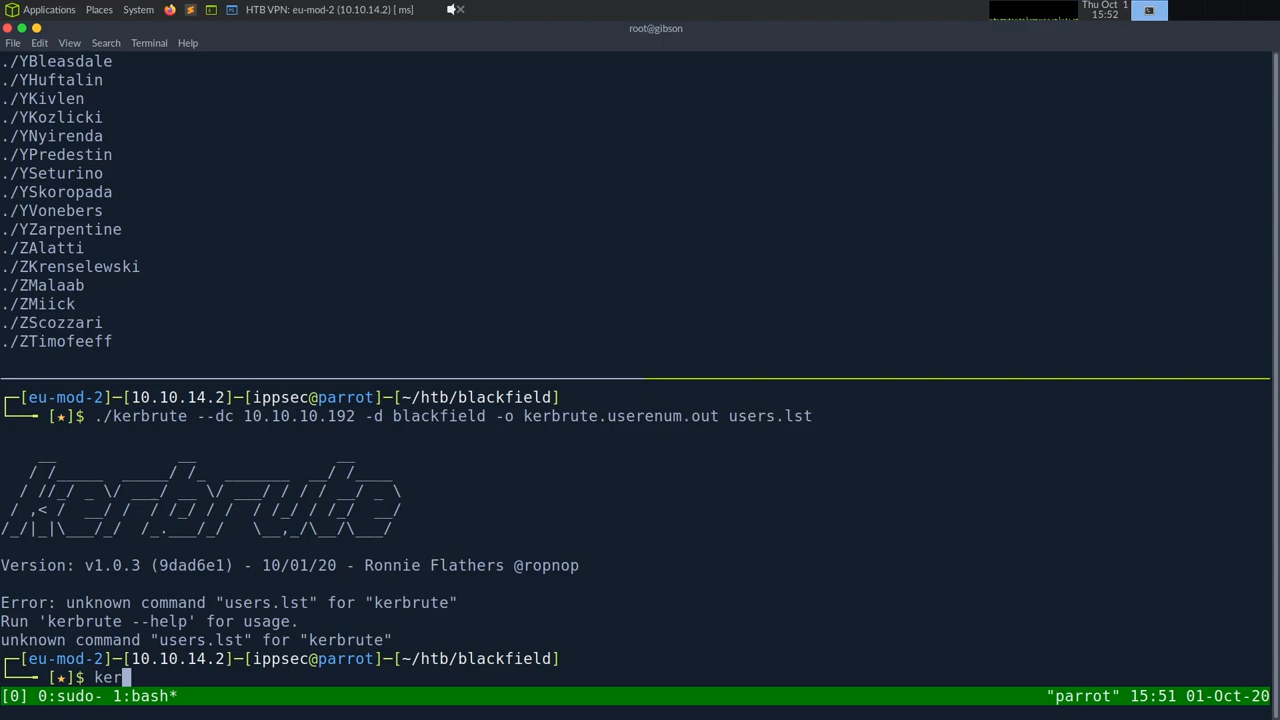 Applications Places System HTB VPN: eu-mod-2 (10.10.14.2) [ ms] Thu Oct 1 15:52
root@gibson
File Edit View Search Terminal Help
./YBleasdale
./YHuftalin
./YKivlen
./YKozlicki
./YNyirenda
./YPredestin
./YSeturino
./YSkoropada
./YVonebers
./YZarpentine
./ZAlatti
./ZKrenselewski
./ZMalaab
./ZMiick
./ZScozzari
./ZTimofeeff
┌─[eu-mod-2]─[10.10.14.2]─[ippsec@parrot]─[~/htb/blackfield]
└──╼ [★]$ ./kerbrute --dc 10.10.10.192 -d blackfield -o kerbrute.userenum.out users.lst
    __             __               __
   / /_____  _____/ /_  _______  __/ /____
  / //_/ _ \/ ___/ __ \/ ___/ / / / __/ _ \
 / ,< /  __/ /  / /_/ / /  / /_/ / /_/  __/
/_/|_|\___/_/  /_.___/_/   \__,_/\__/\___/
Version: v1.0.3 (9dad6e1) - 10/01/20 - Ronnie Flathers @ropnop
Error: unknown command "users.lst" for "kerbrute"
Run 'kerbrute --help' for usage.
unknown command "users.lst" for "kerbrute"
┌─[eu-mod-2]─[10.10.14.2]─[ippsec@parrot]─[~/htb/blackfield]
└──╼ [★]$ ker
[0] 0:sudo- 1:bash* "parrot" 15:51 01-Oct-20